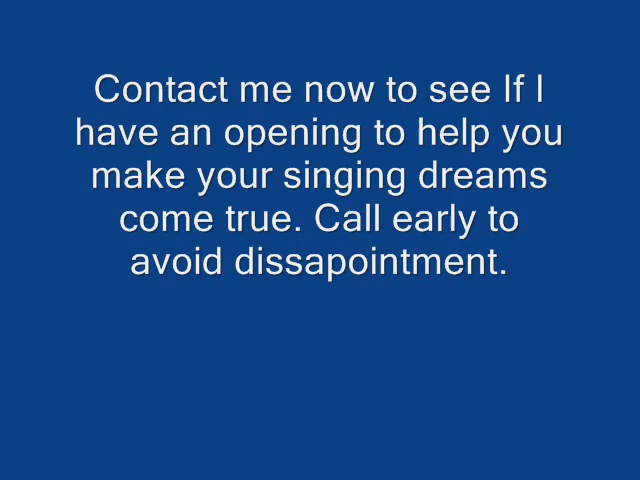 Contact me now to see If I
have an opening to help you
make your singing dreams
come true. Call early to
avoid dissapointment.